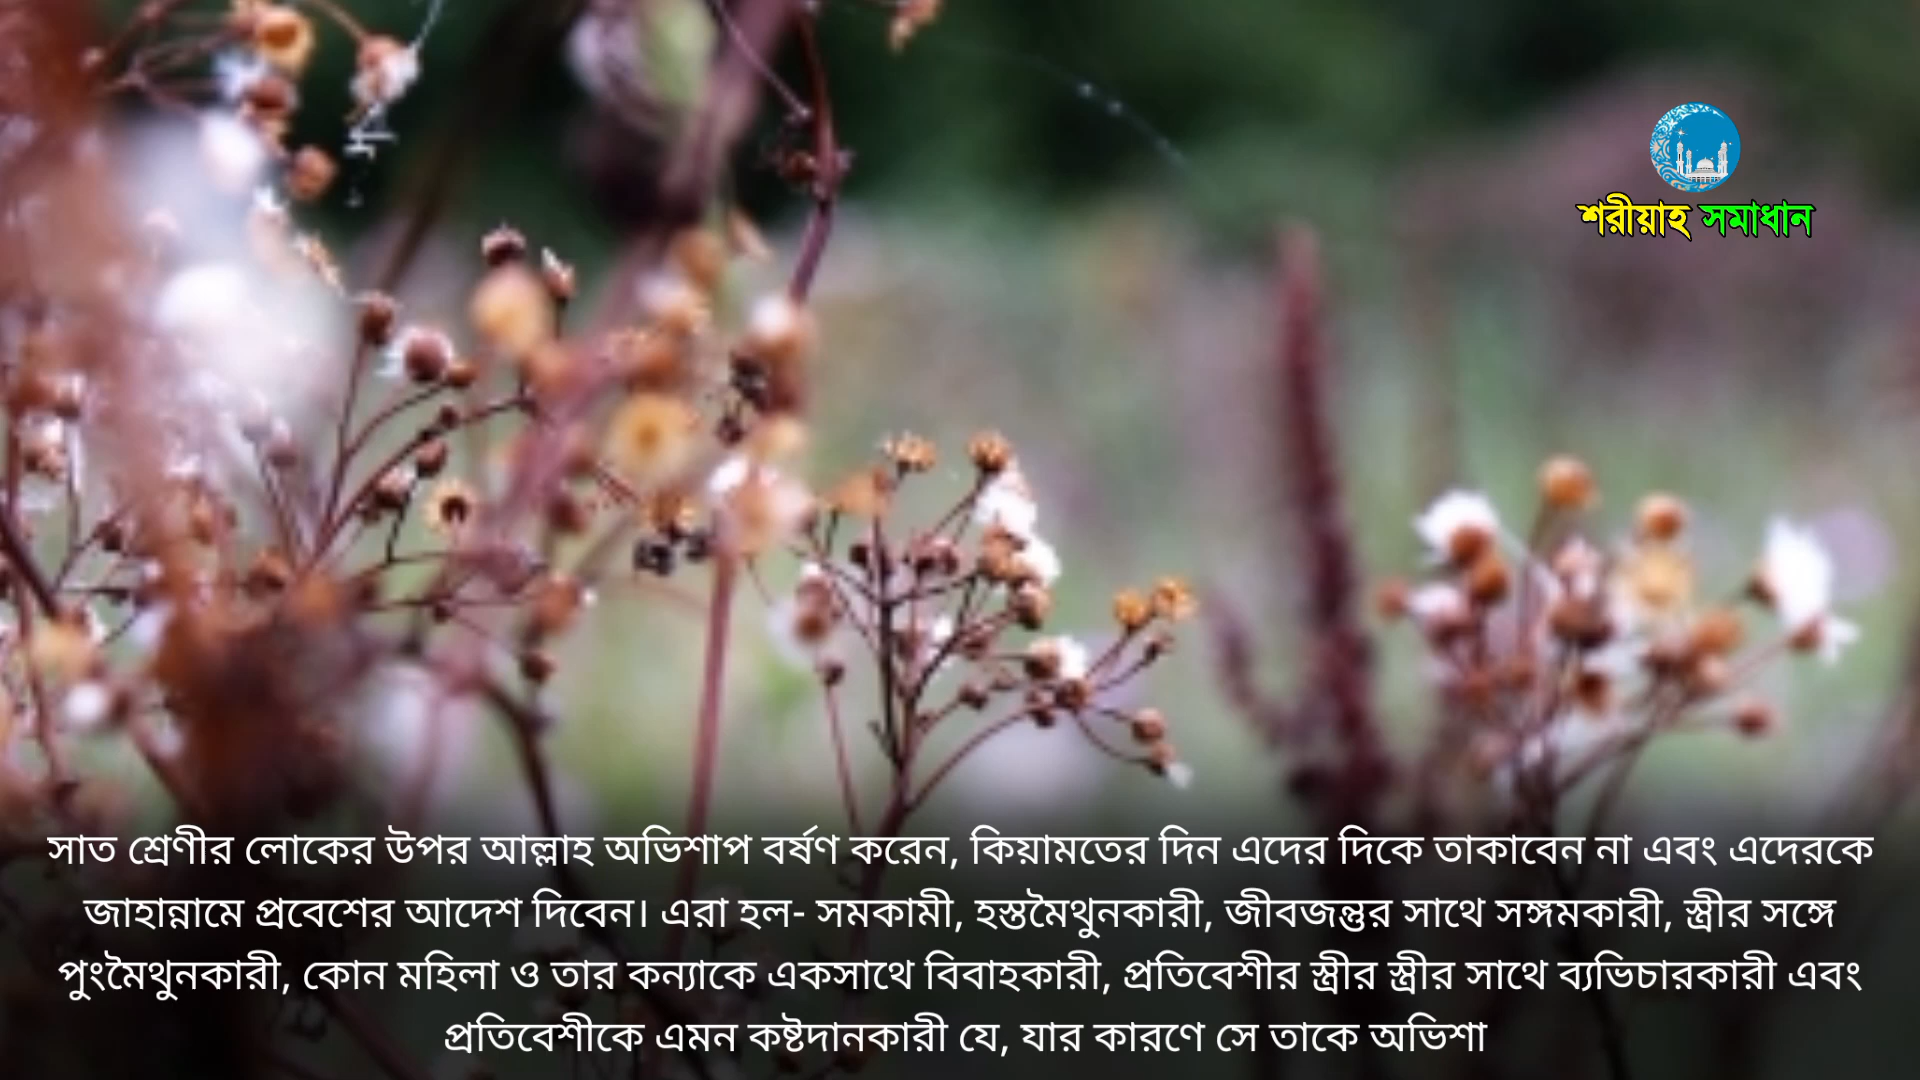 শরীয়াহ সমাধান
সাত শ্রেণীর লোকের উপর আল্লাহ অভিশাপ বর্ষণ করেন, কিয়ামতের দিন এদের দিকে তাকাবেন না এবং এদেরকে
জাহান্নামে প্রবেশের আদেশ দিবেন। এরা হল- সমকামী, হস্তমৈথুনকারী, জীবজন্তুর সাথে সঙ্গমকারী, স্ত্রীর সঙ্গে
পুংমৈথুনকারী, কোন মহিলা ও তার কন্যাকে একসাথে বিবাহকারী, প্রতিবেশীর স্ত্রীর স্ত্রীর সাথে ব্যভিচারকারী এবং
প্রতিবেশীকে এমন কষ্টদানকারী যে, যার কারণে সে তাকে অভিশা